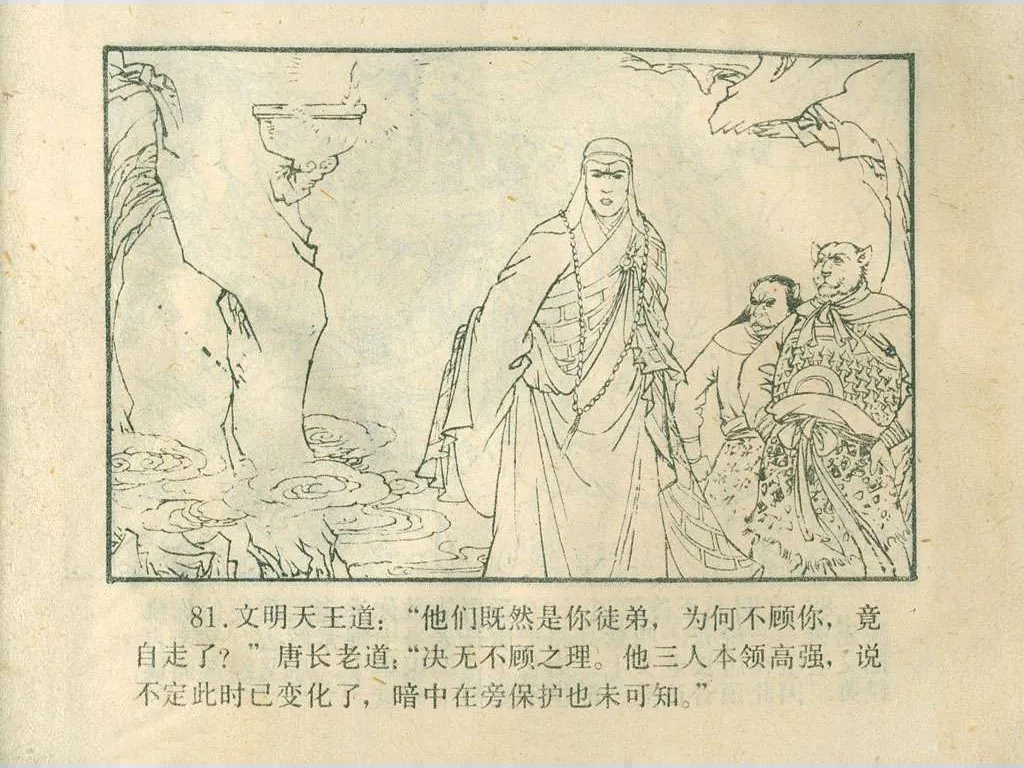 81.文明天王道：“他们既然是你徒弟，为何不顾你，竟
自走了？”唐长老道：“决无不顾之理。他三人本领高强，说
不定此时已变化了，暗中在旁保护也未可知。”